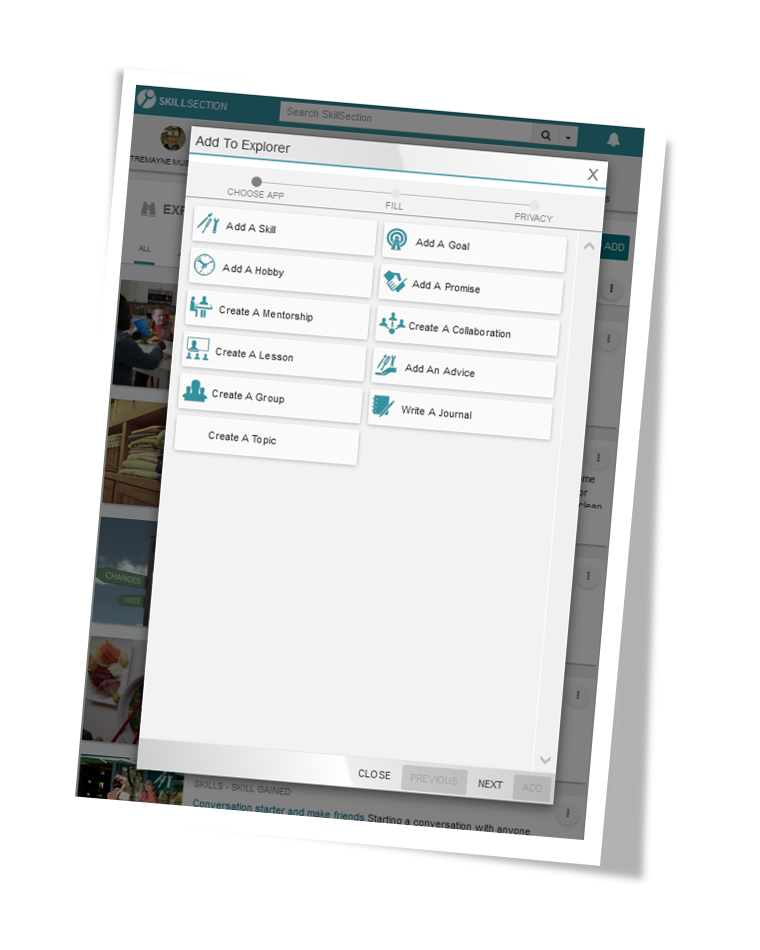 SKILLSECTION
Search SkillSection
Add To Explorer
X
TREMAYNE
CHOOSE APP
FILL
PRIVACY
ALL
ADD
Add A Skill
Add A Goal
Add A Hobby
Add A Promise
Create A Mentorship
Create A Collaboration
Create A Lesson
Add An Advice
Create A Group
Write A Journal
Create A Topic
or
clean
CHANGES
CLOSE
PREVIOUS
NEXT
ADD
SKILLS - SKILL GAINED
Conversation starter and make friends Starting a conversation with anyone,